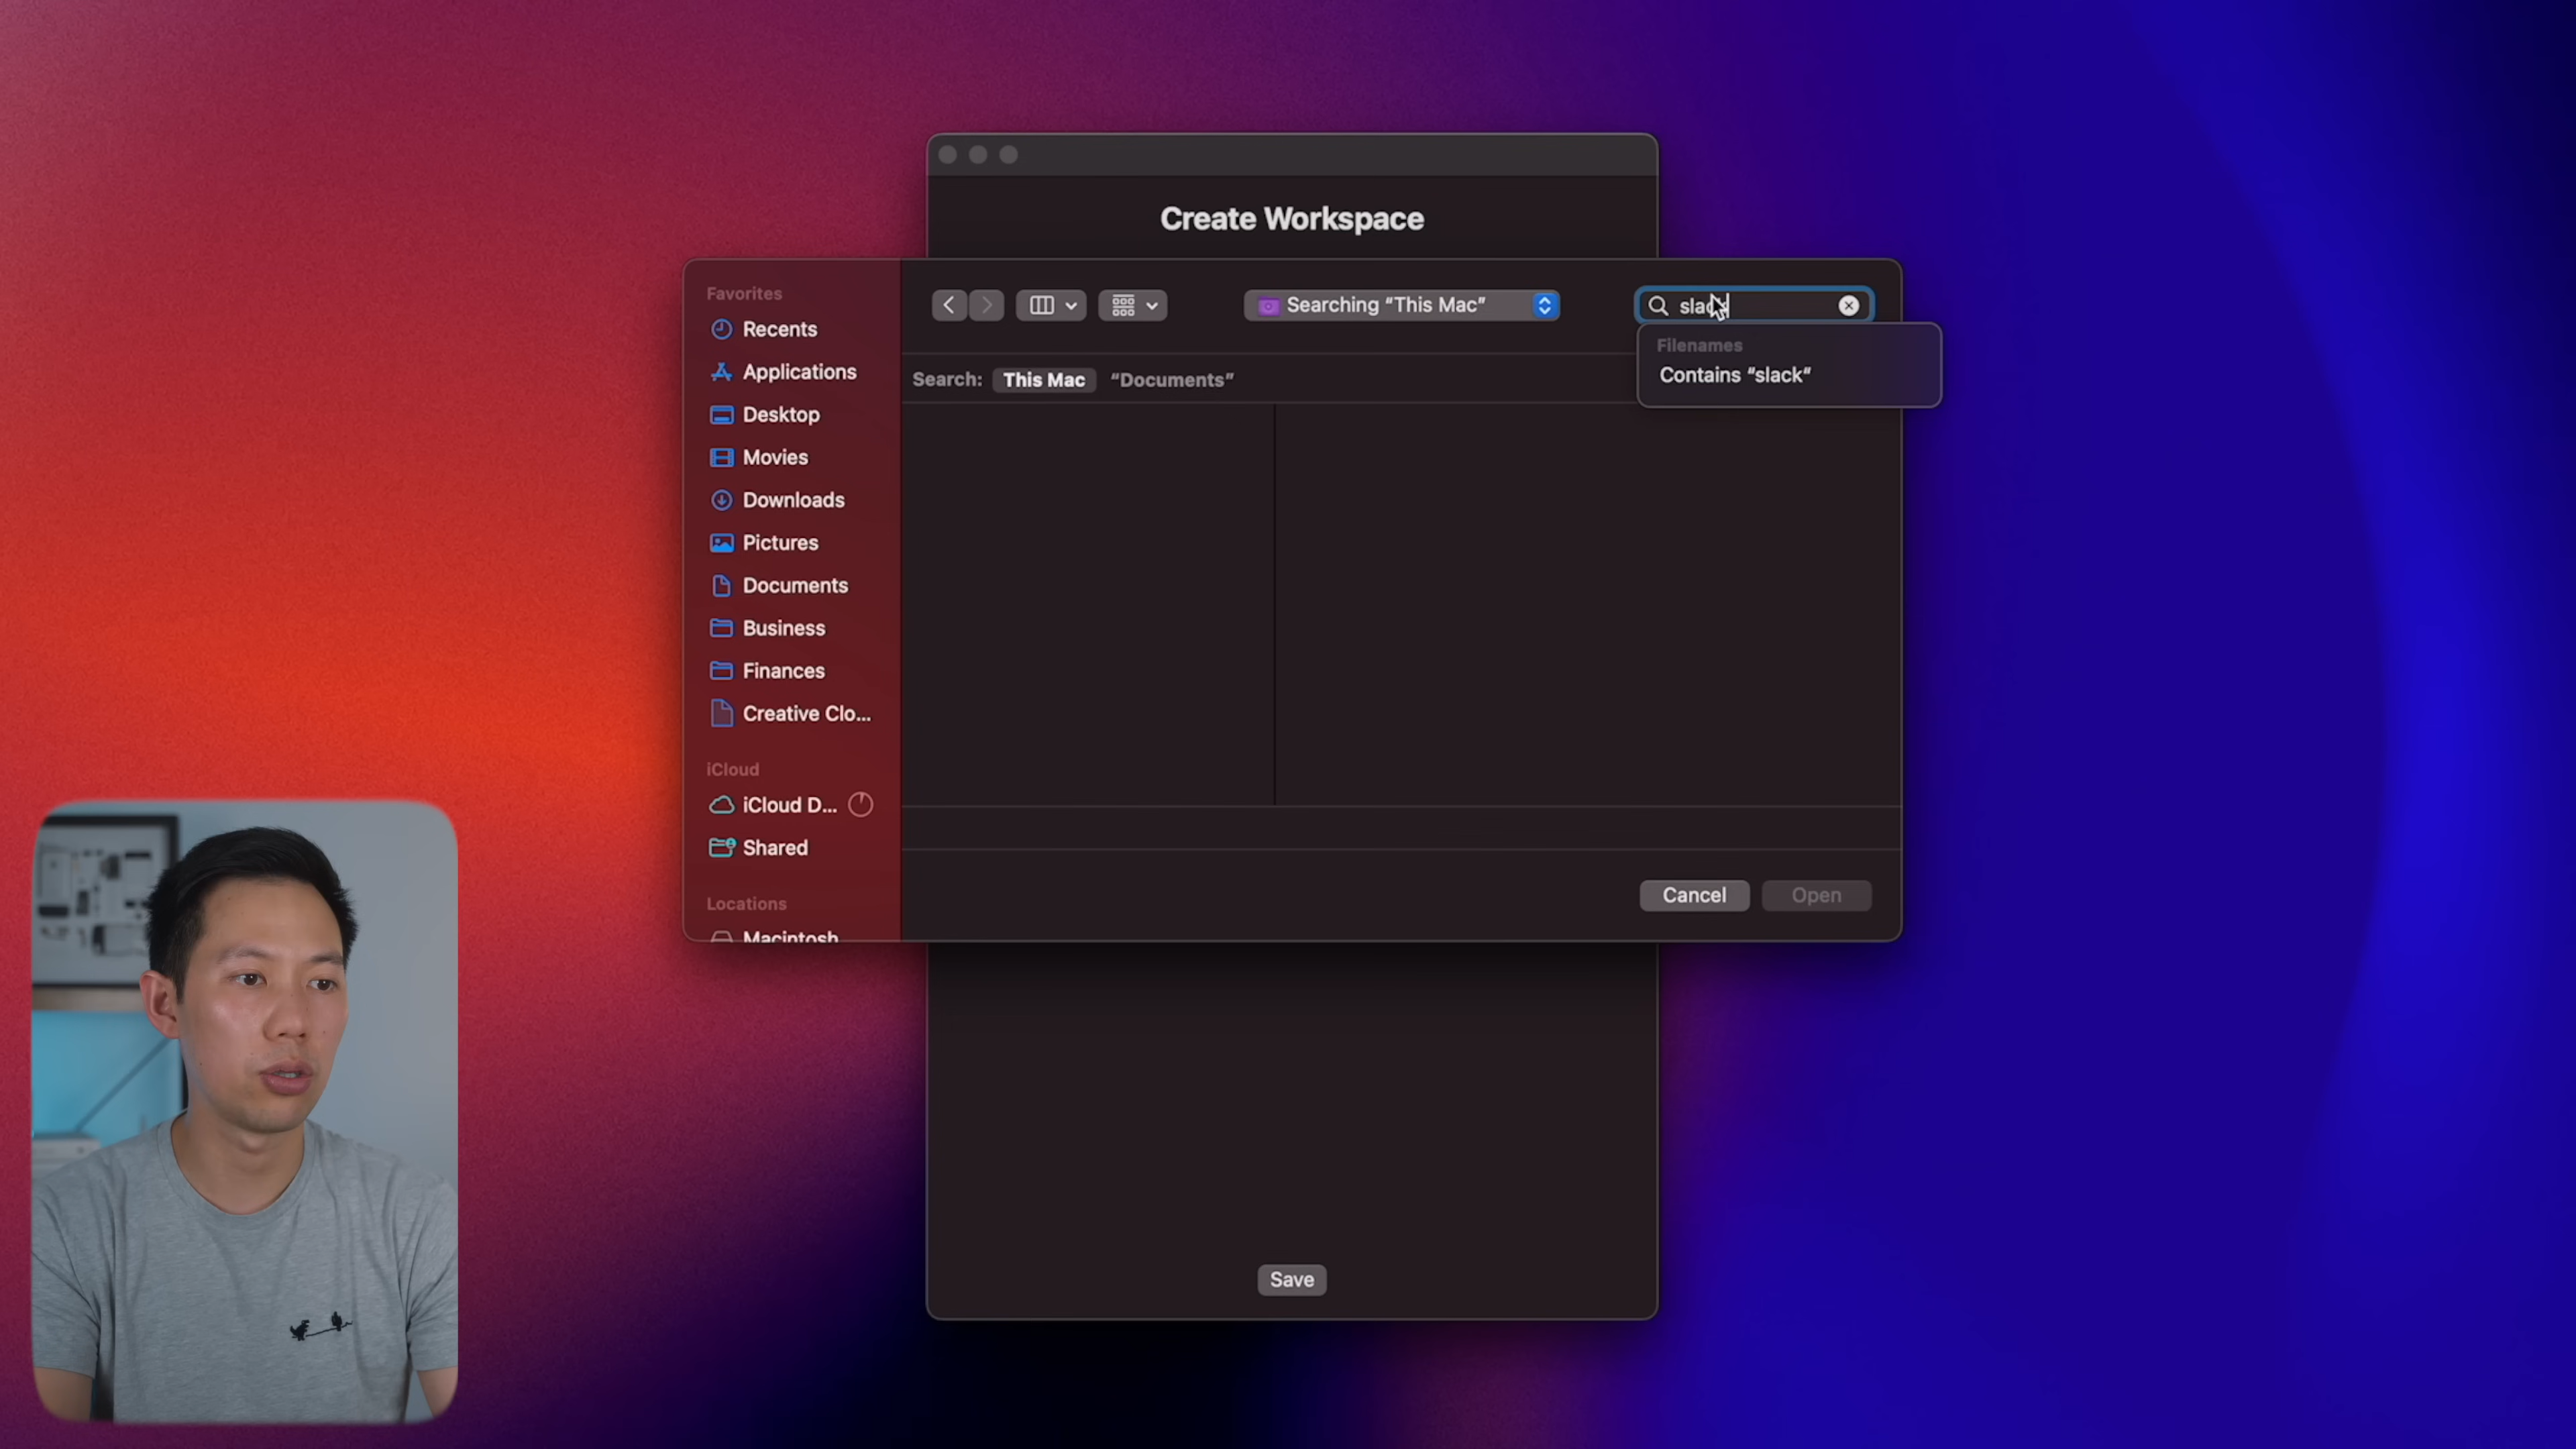 Create Workspace
Favorites
Recents
Applications
Desktop
Movies
Downloads
Pictures
Documents
Business
Finances
Creative Clo...
iCloud
iCloud D...
Shared
Locations
Macintosh
Searching “This Mac”
slack
Filenames
Contains “slack”
Search: This Mac “Documents”
Cancel Open
Save